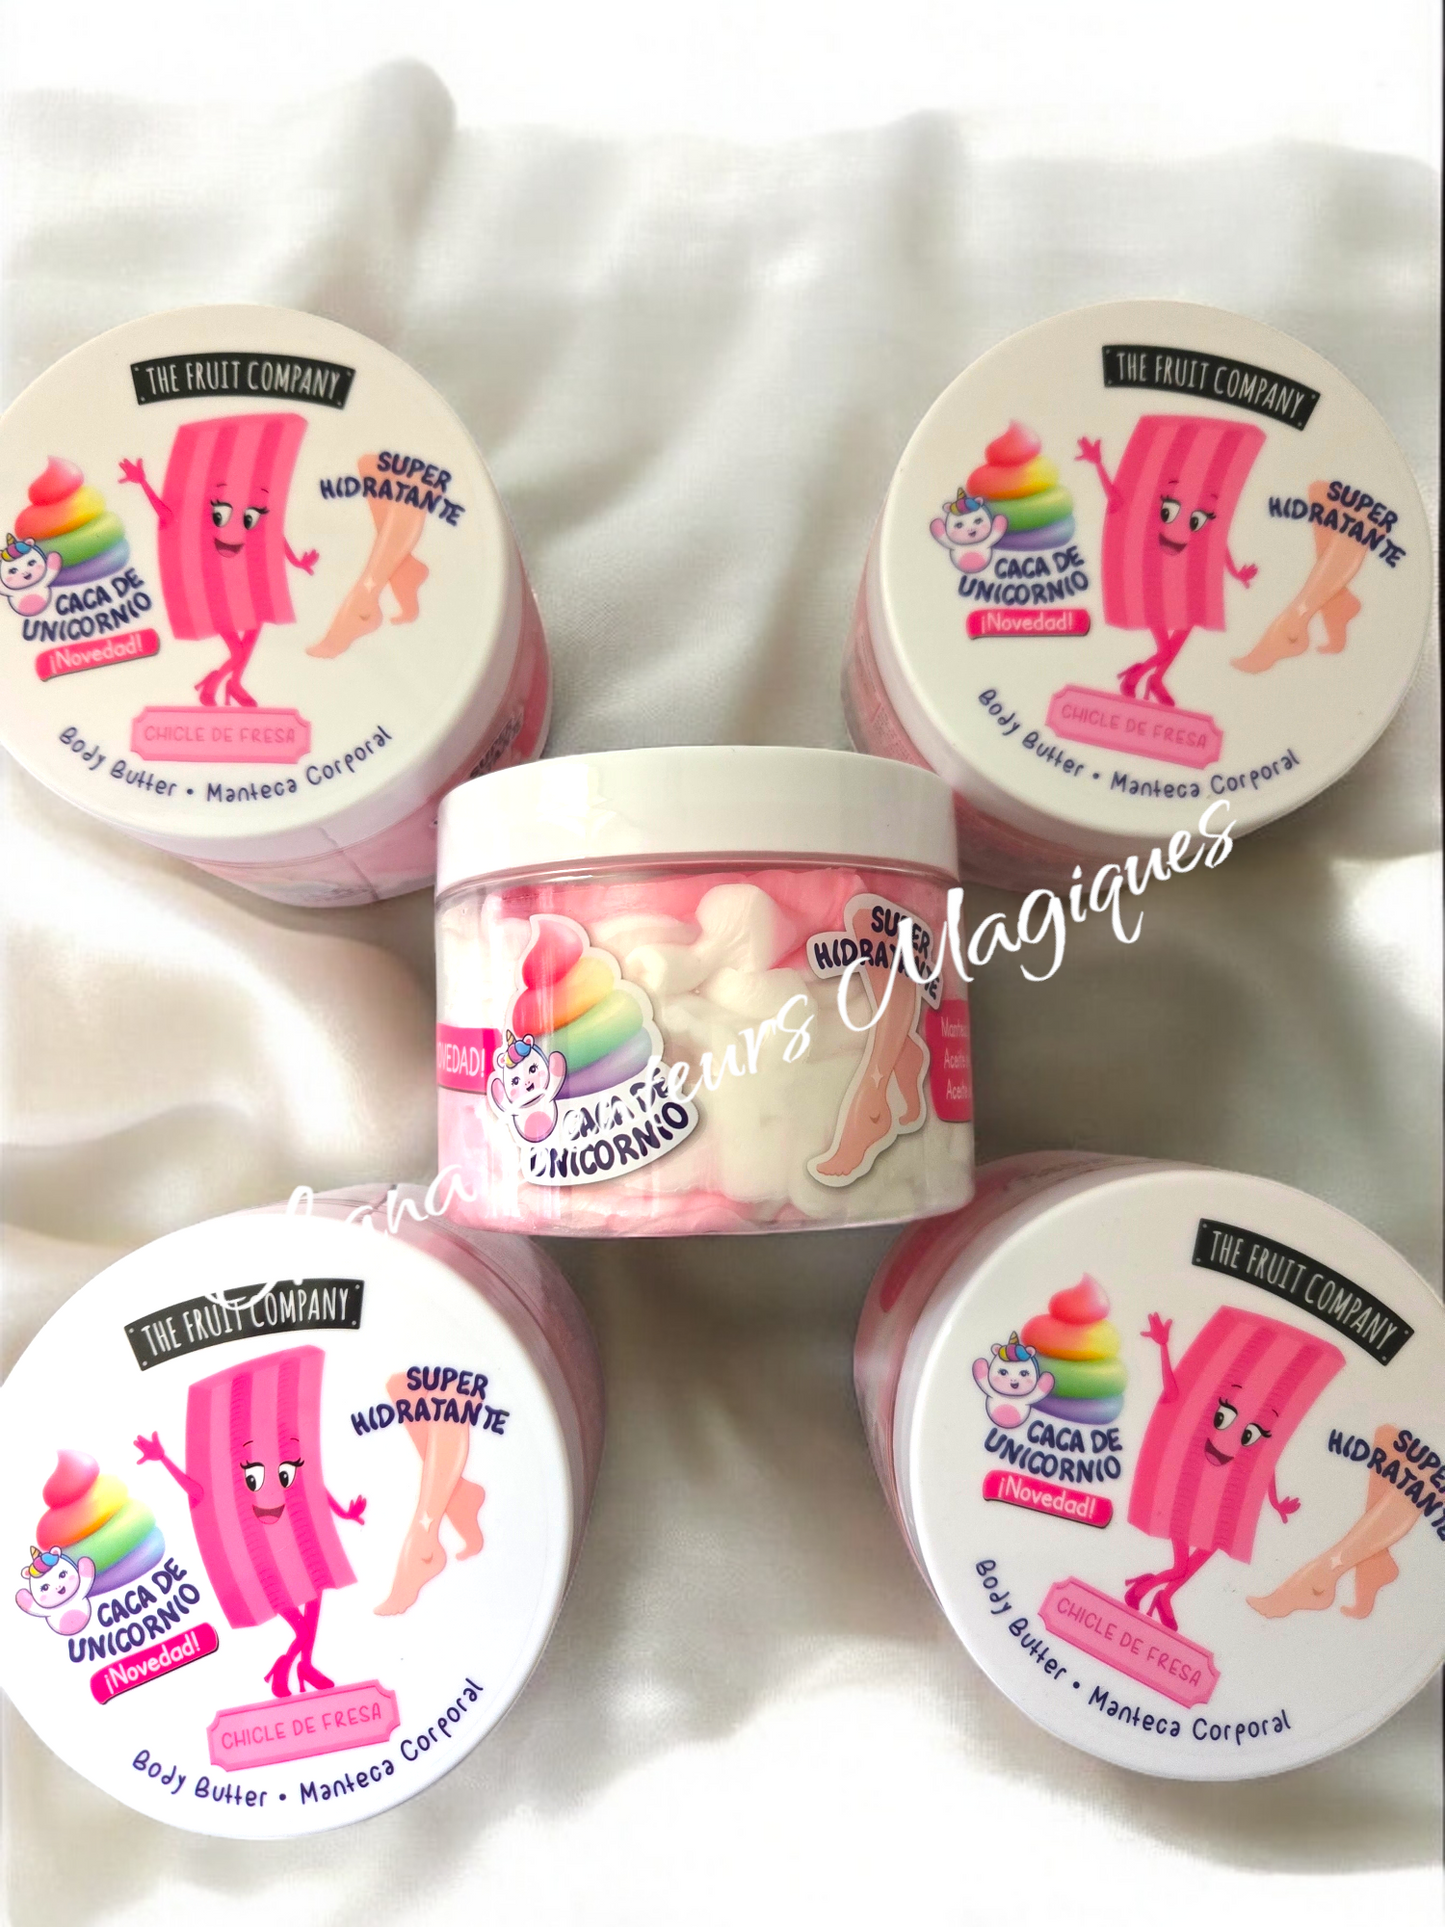 THE FRUIT COMPANY
SUPER
HIDRATANTE
CACA DE
UNICORNIO
¡Novedad!
CHICLE DE FRESA
Body Butter • Manteca Corporal
THE FRUIT COMPANY
SUPER
HIDRATANTE
CACA DE
UNICORNIO
¡Novedad!
CHICLE DE FRESA
Body Butter • Manteca Corporal
SUPER
HIDRATANTE
CACA DE
UNICORNIO
Magiques
THE FRUIT COMPANY
SUPER
HIDRATANTE
CACA DE
UNICORNIO
¡Novedad!
CHICLE DE FRESA
Body Butter • Manteca Corporal
THE FRUIT COMPANY
SUPER
HIDRATANTE
CACA DE
UNICORNIO
¡Novedad!
CHICLE DE FRESA
Body Butter • Manteca Corporal